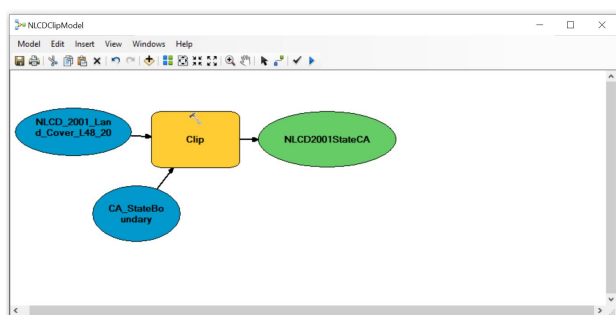 NLCDClipModel
Model Edit Insert View Windows Help
NLCD_2001_Lan
d_Cover_L48_20
Clip
NLCD2001StateCA
CA_StateBo
undary